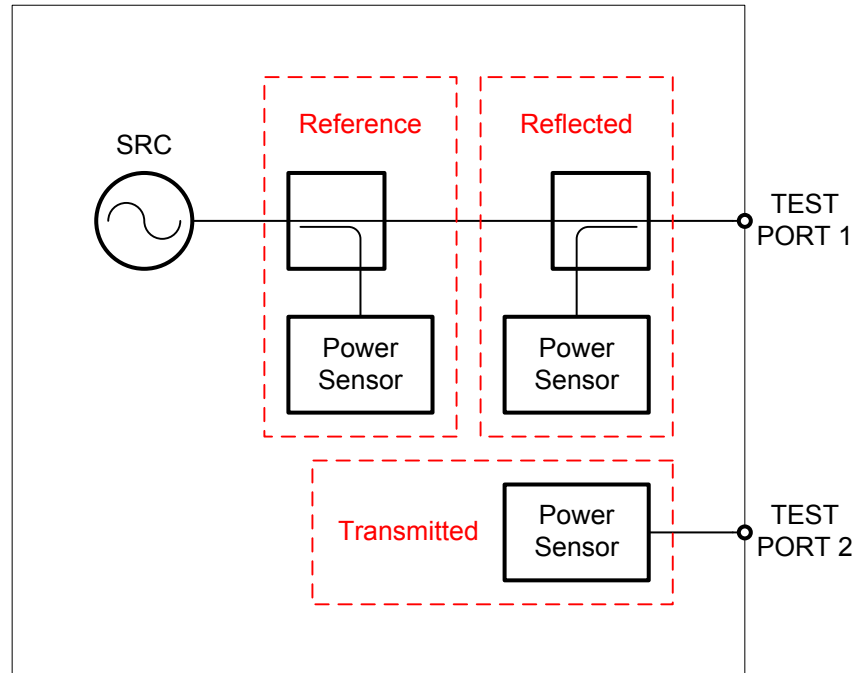 SRC
Reference
Reflected
TEST
PORT 1
Power
Sensor
Power
Sensor
Transmitted
Power
Sensor
TEST
PORT 2